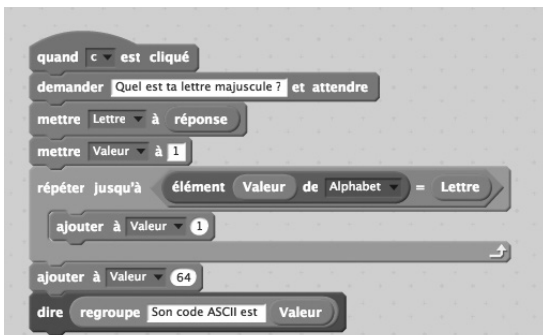 quand c est cliqué
demander Quel est ta lettre majuscule ? et attendre
mettre Lettre à réponse
mettre Valeur à 1
répéter jusqu'à élément Valeur de Alphabet = Lettre
ajouter à Valeur 1
ajouter à Valeur 64
dire regroupe Son code ASCII est Valeur